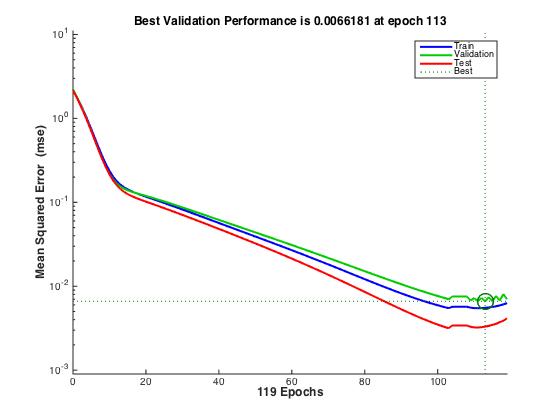 Best Validation Performance is 0.0066181 at epoch 113
10^1
10^0
10^-1
10^-2
10^-3
Mean Squared Error (mse)
Train
Validation
Test
Best
0 20 40 60 80 100
119 Epochs